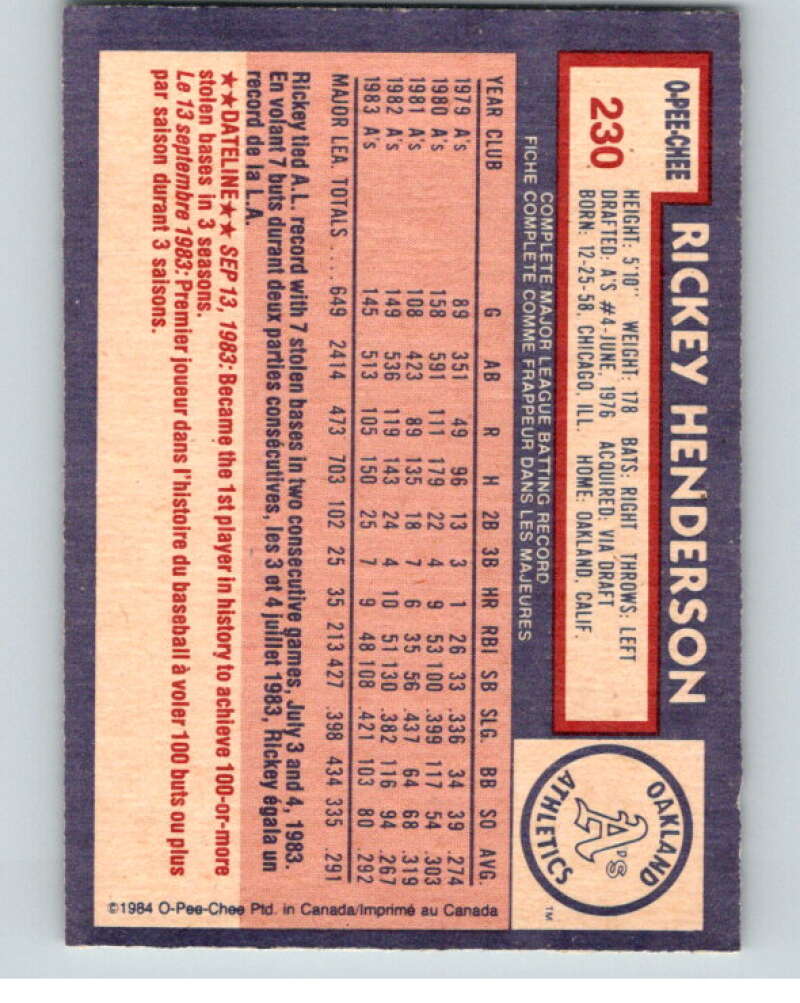 O-PEE-CHEE
230
RICKEY HENDERSON
HEIGHT: 5'10" WEIGHT: 178 BATS: RIGHT THROWS: LEFT
DRAFTED: A'S #4-JUNE, 1976 ACQUIRED: VIA DRAFT
BORN: 12-25-58, CHICAGO, ILL. HOME: OAKLAND, CALIF.
OAKLAND
A's
ATHLETICS
TM
COMPLETE MAJOR LEAGUE BATTING RECORD
FICHE COMPLETE COMME FRAPPEUR DANS LES MAJEURES
YEAR CLUB G AB R H 2B 3B HR RBI SB SLG. BB SO AVG.
1979 A's 89 351 49 96 13 3 1 26 33 .336 34 39 .274
1980 A's 158 591 111 179 22 4 9 53 100 .399 117 54 .303
1981 A's 108 423 89 135 18 7 6 35 56 .437 64 68 .319
1982 A's 149 536 119 143 24 4 10 51 130 .382 116 94 .267
1983 A's 145 513 105 150 25 7 9 48 108 .421 103 80 .292
MAJOR LEA. TOTALS .... 649 2414 473 703 102 25 35 213 427 .398 434 335 .291
Rickey tied A.L. record with 7 stolen bases in two consecutive games, July 3 and 4, 1983.
En volant 7 buts durant deux parties consécutives, les 3 et 4 juillet 1983, Rickey égala un
record de la L.A.
★★DATELINE★★ SEP 13, 1983: Became the 1st player in history to achieve 100-or-more
stolen bases in 3 seasons.
Le 13 septembre 1983: Premier joueur dans l'histoire du baseball à voler 100 buts ou plus
par saison durant 3 saisons.
©1984 O-Pee-Chee Ptd. in Canada/Imprimé au Canada